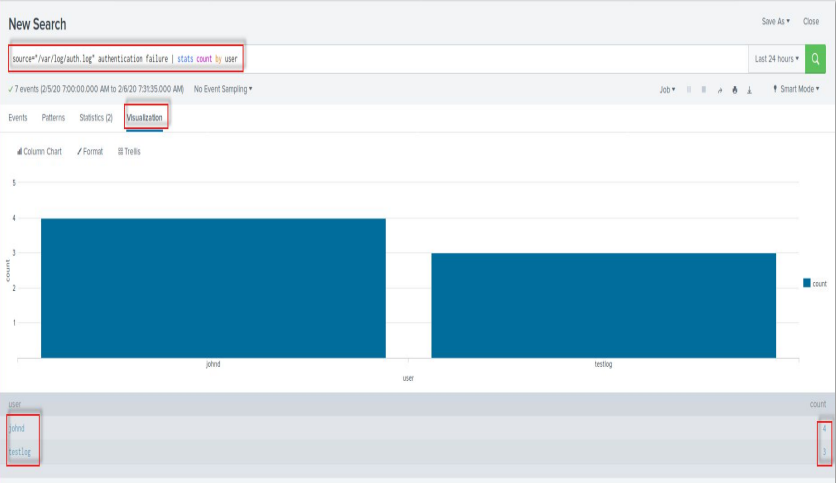 New Search
Save As ▾ Close
source="/var/log/auth.log" authentication failure | stats count by user
Last 24 hours ▾
✓ 7 events (2/5/20 7:00:00.000 AM to 2/6/20 7:31:35.000 AM) No Event Sampling ▾
Job ▾ Smart Mode ▾
Events Patterns Statistics (2) Visualization
Column Chart Format Trellis
5
4
3
2
1
count
johnd testlog
user
count
user count
johnd 4
testlog 3